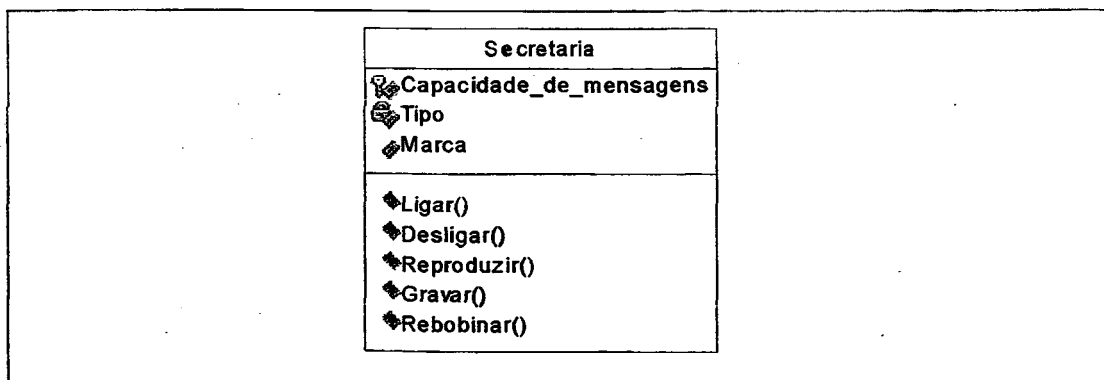 Secretaria
Capacidade_de_mensagens
Tipo
Marca
Ligar()
Desligar()
Reproduzir()
Gravar()
Rebobinar()